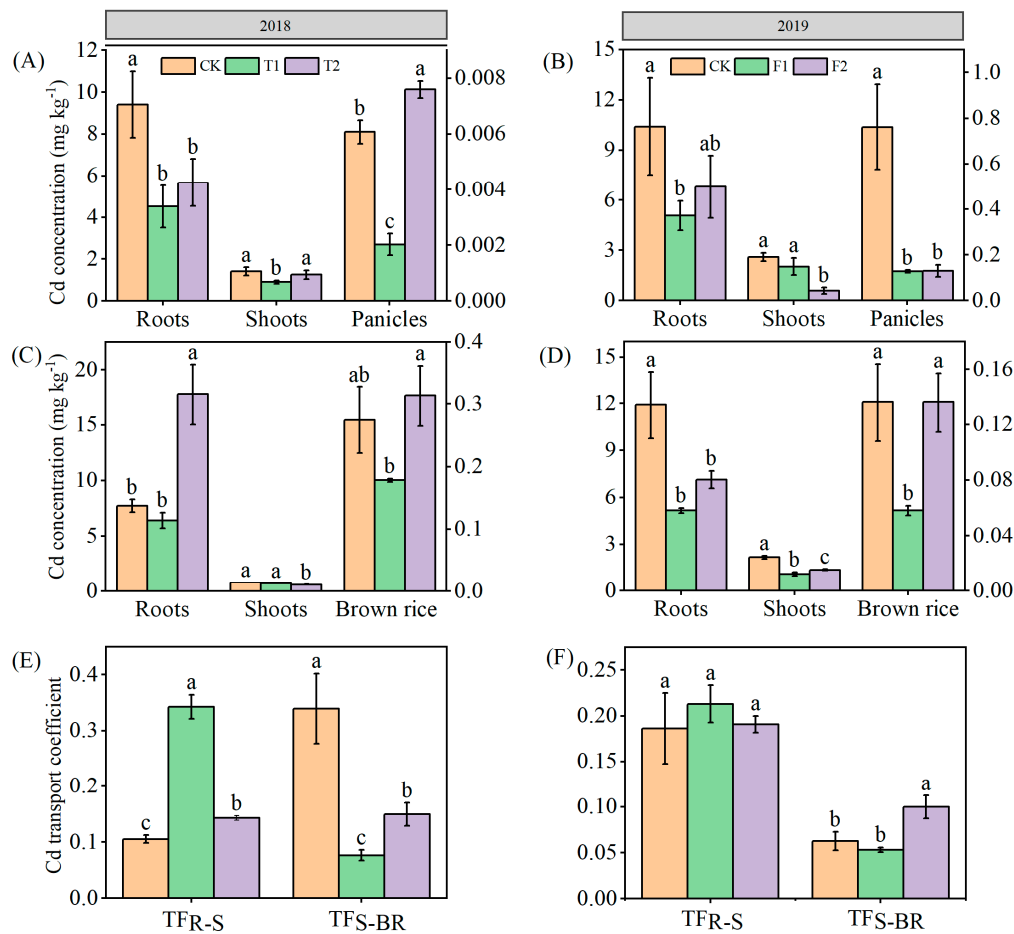 2018
2019
(A)
CK T1 T2
Cd concentration (mg kg-1)
12
10
8
6
4
2
0
0.008
0.006
0.004
0.002
0.000
a b b
a b a
b c a
Roots Shoots Panicles
(B)
CK F1 F2
15
12
9
6
3
0
1.0
0.8
0.6
0.4
0.2
0.0
a b ab
a a b
a b b
Roots Shoots Panicles
(C)
Cd concentration (mg kg-1)
20
15
10
5
0
0.4
0.3
0.2
0.1
0.0
b b a
a a b
ab b a
Roots Shoots Brown rice
(D)
15
12
9
6
3
0
0.16
0.12
0.08
0.04
0.00
a b b
a b c
a b a
Roots Shoots Brown rice
(E)
Cd transport coefficient
0.4
0.3
0.2
0.1
0.0
c a b
a c b
TFR-S TFS-BR
(F)
0.25
0.20
0.15
0.10
0.05
0.00
a a a
b b a
TFR-S TFS-BR